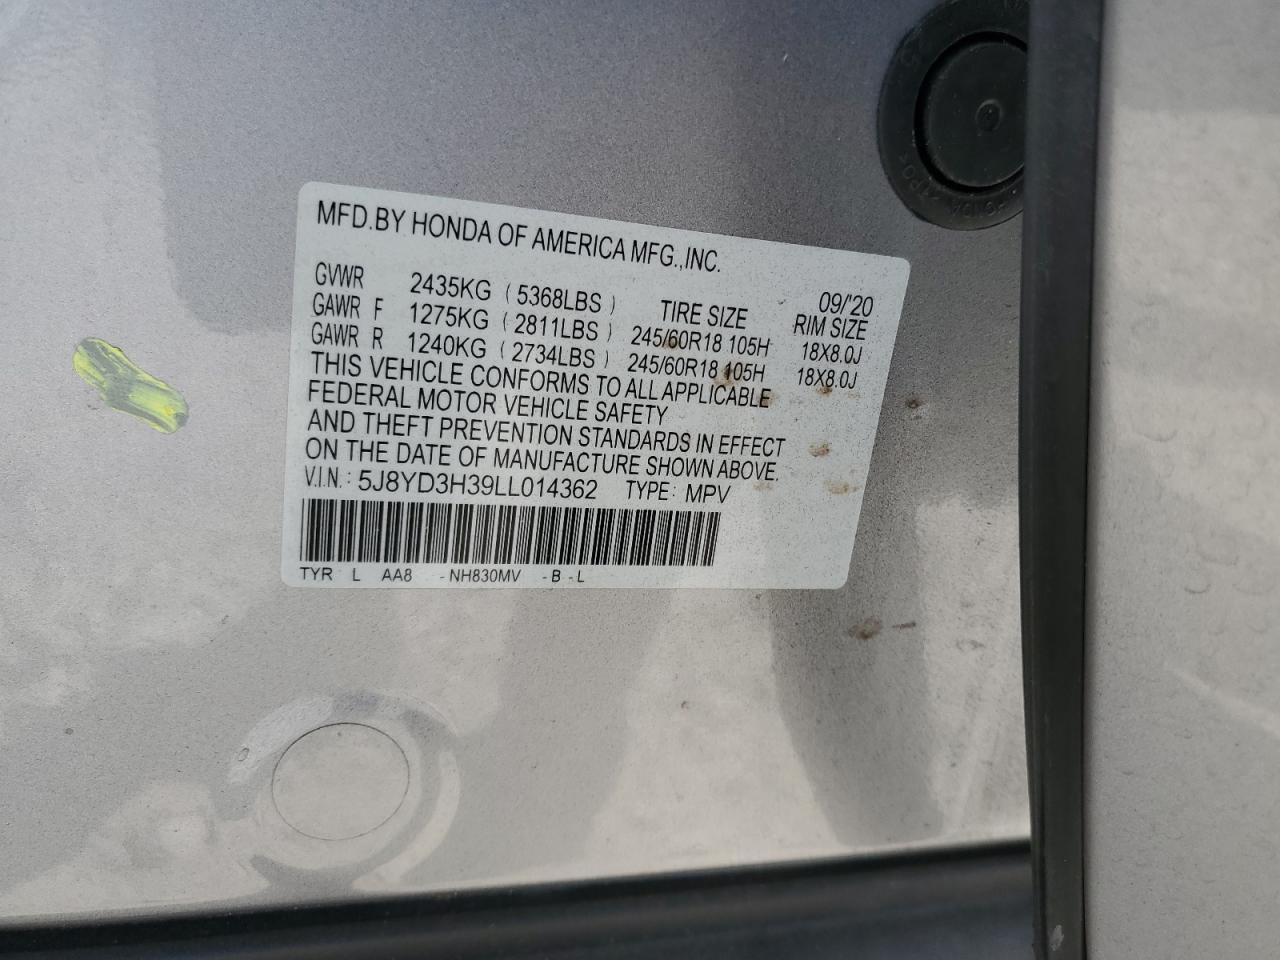 MFD.BY HONDA OF AMERICA MFG.,INC.
09/'20
GVWR 2435KG (5368LBS) TIRE SIZE RIM SIZE
GAWR F 1275KG (2811LBS) 245/60R18 105H 18X8.0J
GAWR R 1240KG (2734LBS) 245/60R18 105H 18X8.0J
THIS VEHICLE CONFORMS TO ALL APPLICABLE
FEDERAL MOTOR VEHICLE SAFETY
AND THEFT PREVENTION STANDARDS IN EFFECT
ON THE DATE OF MANUFACTURE SHOWN ABOVE.
V.I.N.: 5J8YD3H39LL014362 TYPE: MPV
TYR L AA8 -NH830MV -B -L
HONDA